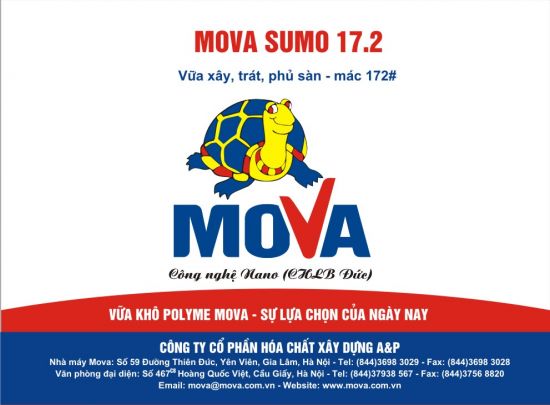 MOVA SUMO 17.2
Vữa xây, trát, phủ sàn - mác 172#
MOVA
Công nghệ Nano (CHLB Đức)
VỮA KHÔ POLYME MOVA - SỰ LỰA CHỌN CỦA NGÀY NAY
CÔNG TY CỔ PHẦN HÓA CHẤT XÂY DỰNG A&P
Nhà máy Mova: Số 59 Đường Thiên Đức, Yên Viên, Gia Lâm, Hà Nội - Tel: (844)3698 3029 - Fax: (844)3698 3028
Văn phòng đại diện: Số 467C8 Hoàng Quốc Việt, Cầu Giấy, Hà Nội - Tel: (844)37938 567 - Fax: (844)3756 8820
Email: mova@mova.com.vn - Website: www.mova.com.vn